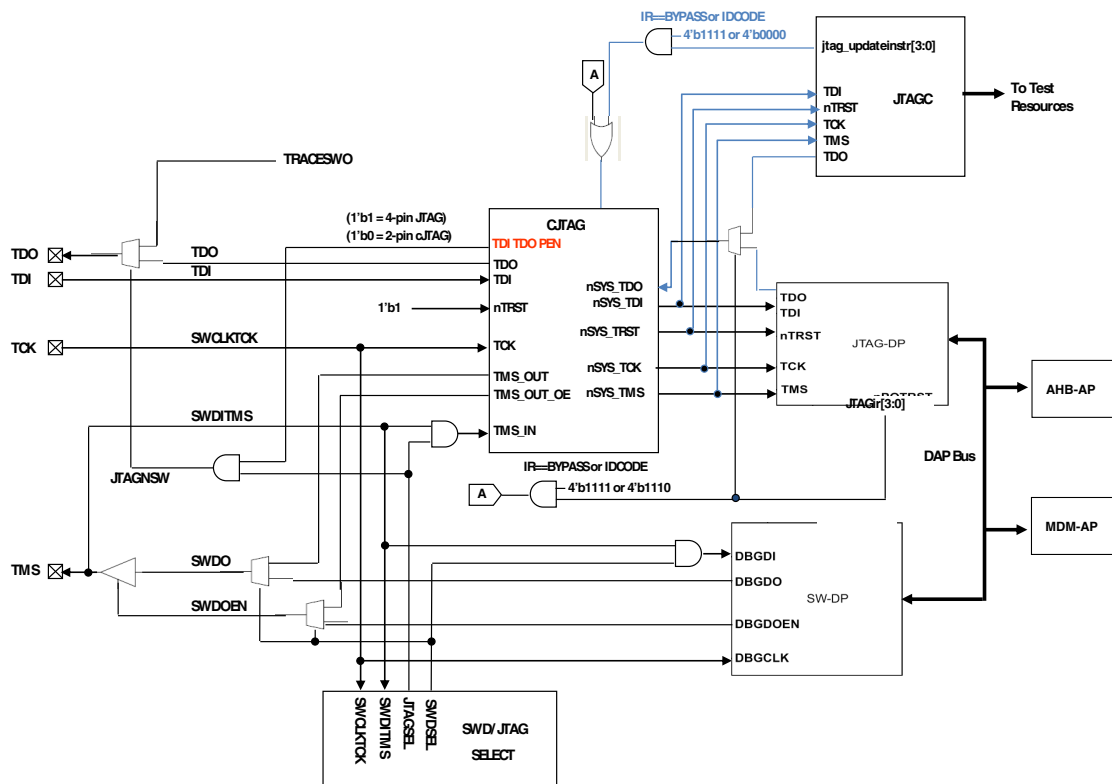 IR==BYPASS or IDCODE
4'b1111 or 4'b0000
jtag_updateinstr[3:0]
A
TDI
nTRST
TCK
TMS
TDO
JTAGC
To Test
Resources
TRACESWO
(1'b1 = 4-pin JTAG)
(1'b0 = 2-pin cJTAG)
CJTAG
TDI TDO PEN
TDO
TDO
TDO
TDI
TDI
TDI
1'b1
nTRST
TCK
SWCLKTCK
TCK
TMS_OUT
TMS_OUT_OE
SWDITMS
TMS_IN
nSYS_TDO
nSYS_TDI
nSYS_TRST
nSYS_TCK
nSYS_TMS
TDO
TDI
nTRST
JTAG-DP
TCK
TMS
JTAGir[3:0]
AHB-AP
DAP Bus
MDM-AP
JTAGNSW
IR==BYPASS or IDCODE
4'b1111 or 4'b1110
A
TMS
SWDO
SWDOEN
DBGDI
DBGDO
SW-DP
DBGDOEN
DBGCLK
SWCLKTCK
SWDITMS
JTAGSEL
SWDSEL
SWD/JTAG
SELECT